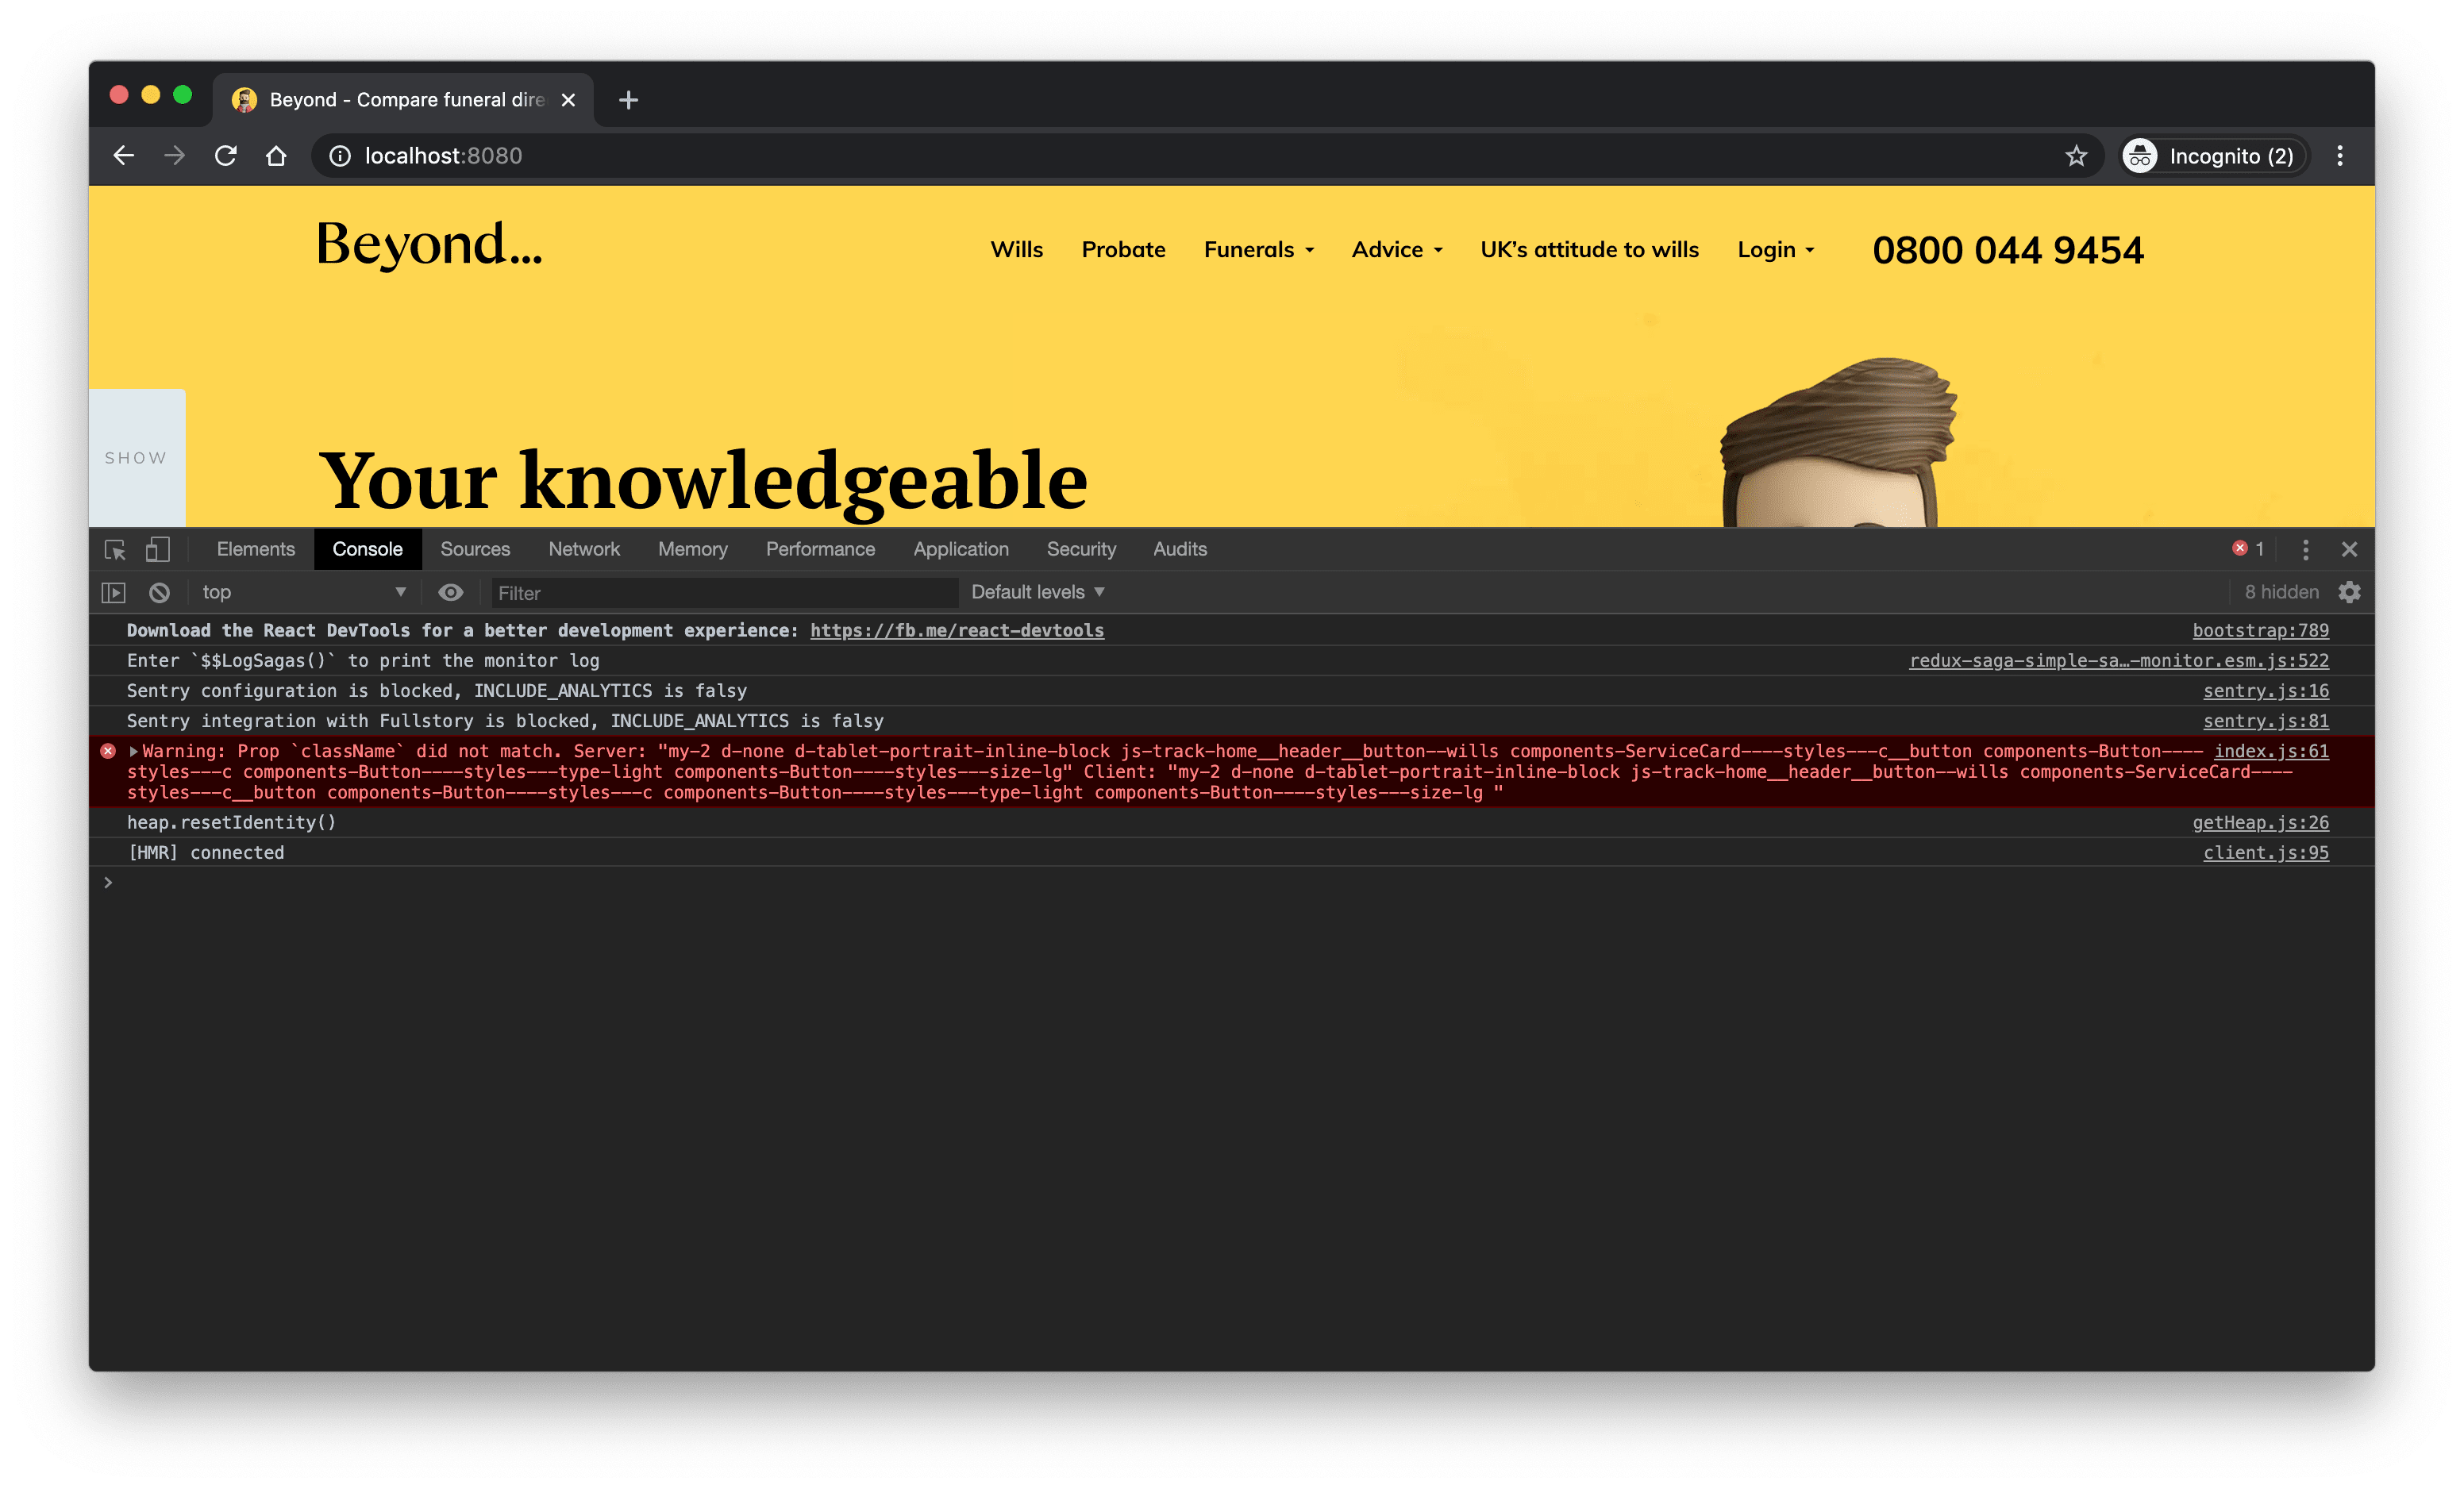 Beyond - Compare funeral dire
localhost:8080
Incognito (2)
Beyond...
Wills
Probate
Funerals
Advice
UK’s attitude to wills
Login
0800 044 9454
SHOW
Your knowledgeable
Elements
Console
Sources
Network
Memory
Performance
Application
Security
Audits
1
top
Filter
Default levels
8 hidden
Download the React DevTools for a better development experience: https://fb.me/react-devtools
bootstrap:789
Enter `$$LogSagas()` to print the monitor log
redux-saga-simple-sa…-monitor.esm.js:522
Sentry configuration is blocked, INCLUDE_ANALYTICS is falsy
sentry.js:16
Sentry integration with Fullstory is blocked, INCLUDE_ANALYTICS is falsy
sentry.js:81
Warning: Prop `className` did not match. Server: "my-2 d-none d-tablet-portrait-inline-block js-track-home__header__button--wills components-ServiceCard----styles---c__button components-Button----
index.js:61
styles---c components-Button----styles---type-light components-Button----styles---size-lg" Client: "my-2 d-none d-tablet-portrait-inline-block js-track-home__header__button--wills components-ServiceCard----
styles---c__button components-Button----styles---c components-Button----styles---type-light components-Button----styles---size-lg "
heap.resetIdentity()
getHeap.js:26
[HMR] connected
client.js:95